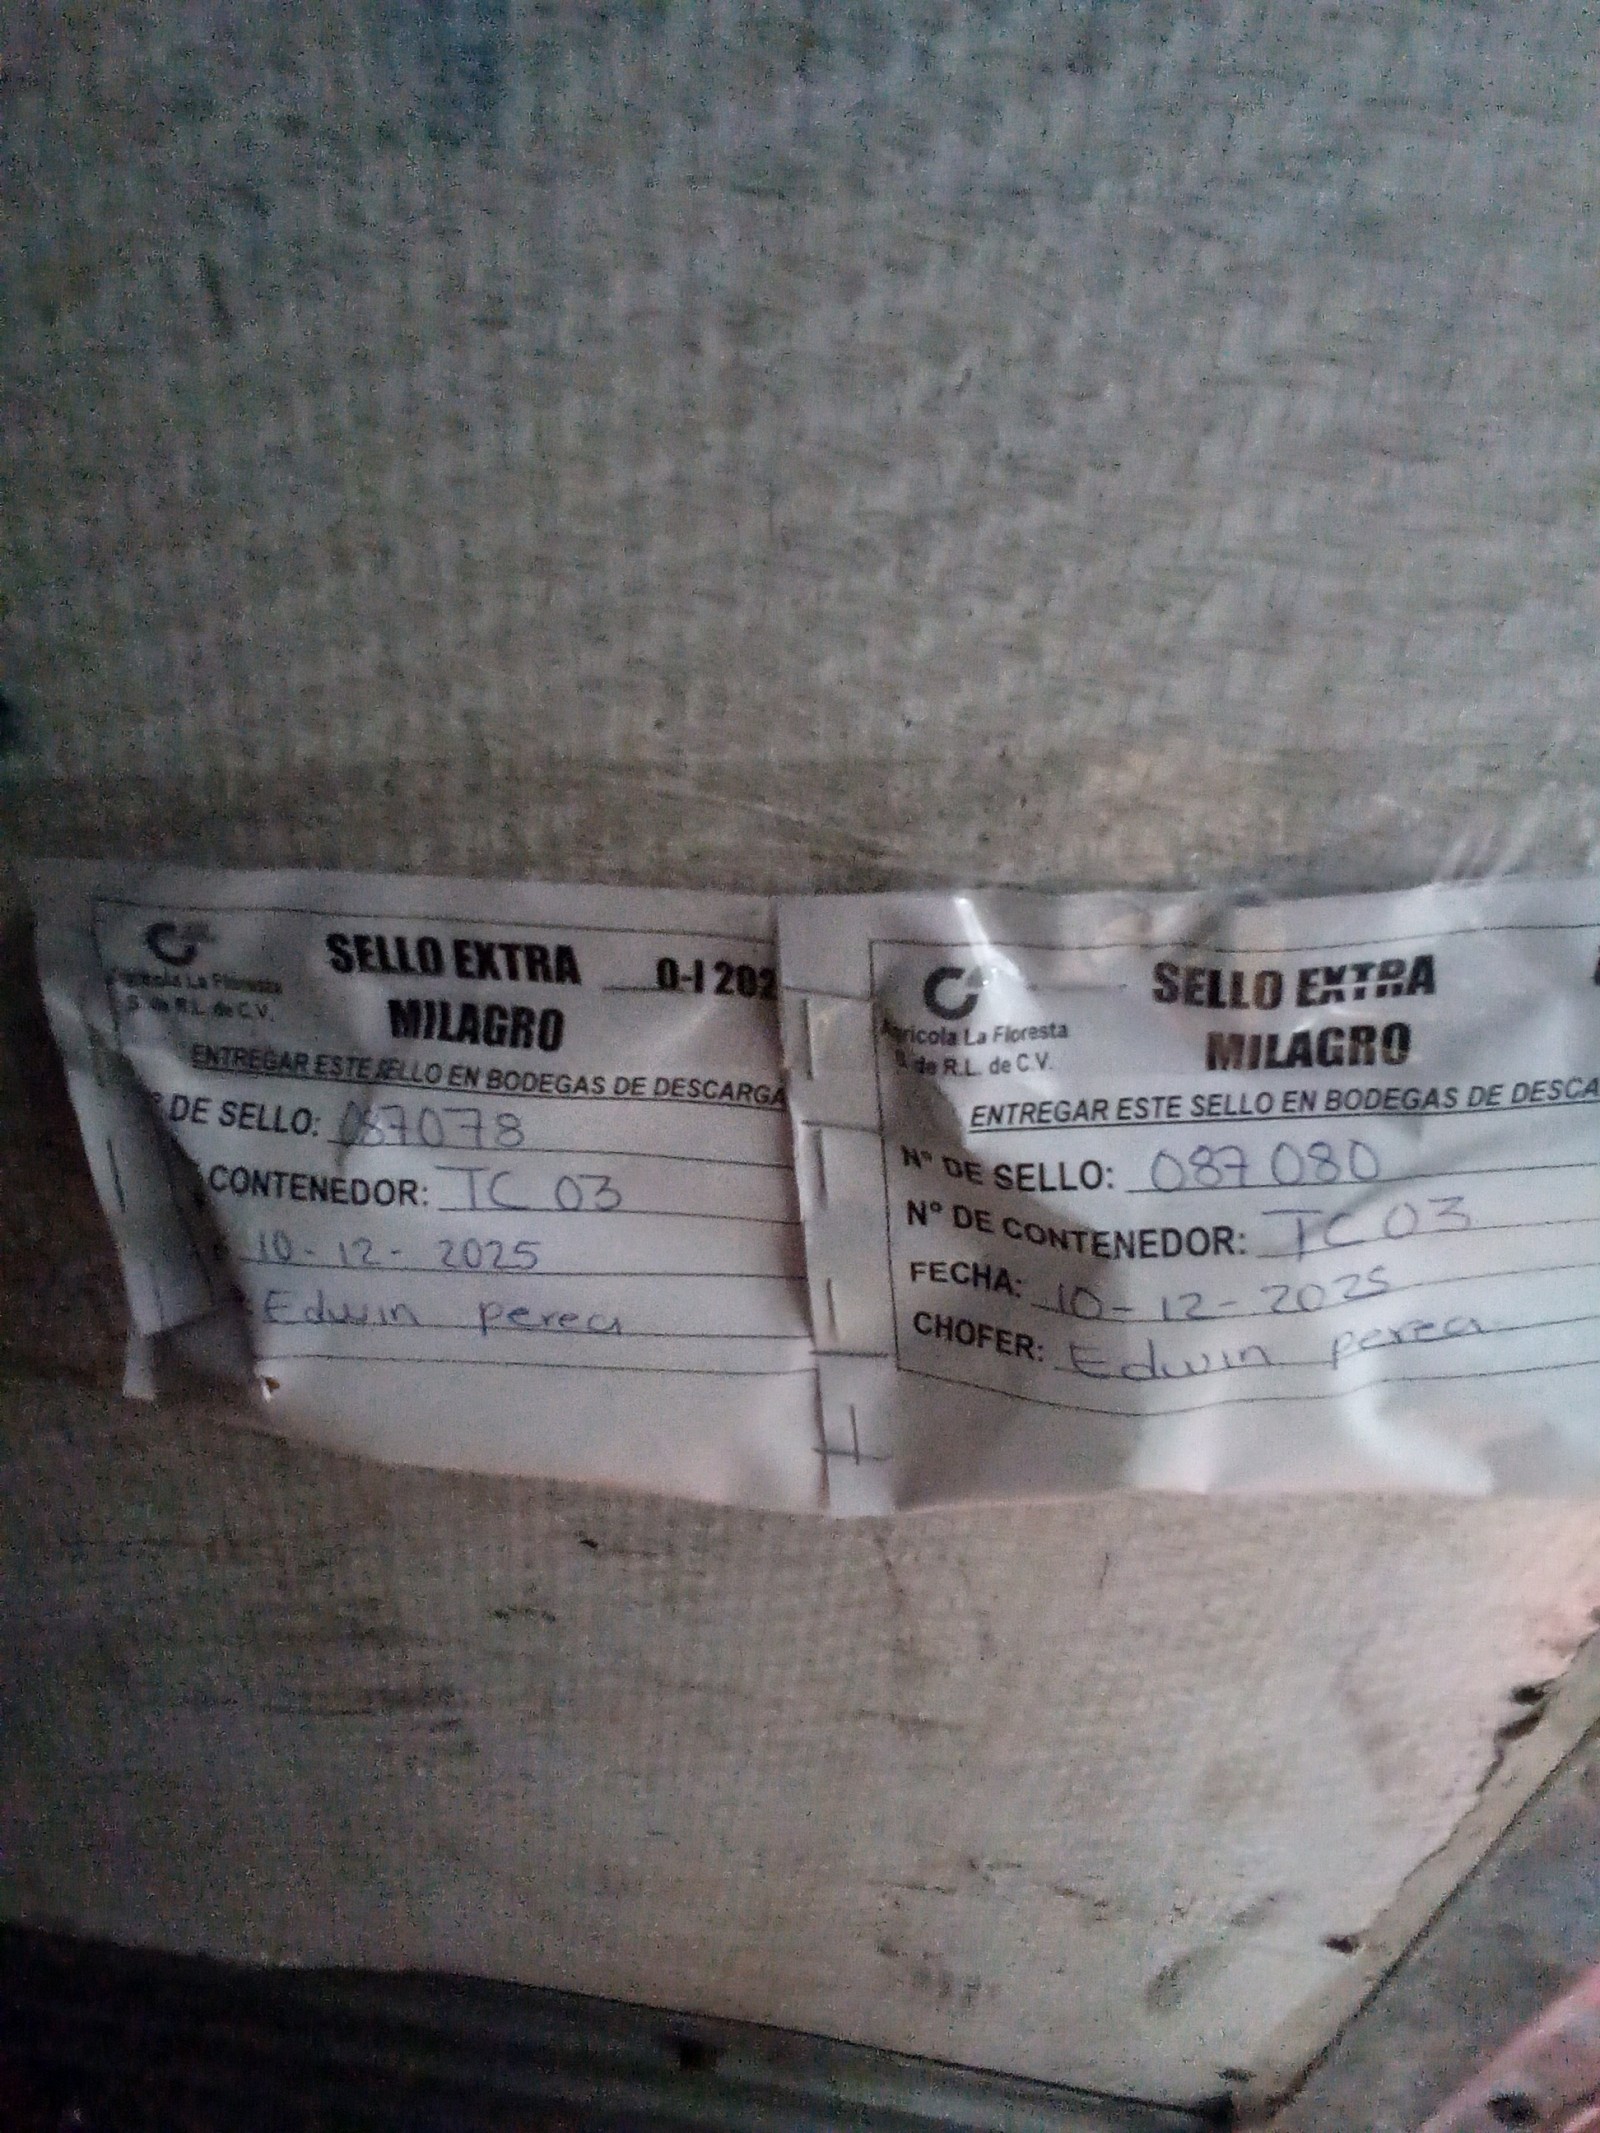 Agricola La Floresta
S. de R.L. de C.V.
SELLO EXTRA
O-I 202
MILAGRO
ENTREGAR ESTE SELLO EN BODEGAS DE DESCARGA
° DE SELLO: 087078
CONTENEDOR: TC 03
10-12-2025
Edwin perea
Agricola La Floresta
S. de R.L. de C.V.
SELLO EXTRA
MILAGRO
ENTREGAR ESTE SELLO EN BODEGAS DE DESCA
N° DE SELLO: 087080
N° DE CONTENEDOR: TC 03
FECHA: 10-12-2025
CHOFER: Edwin perea